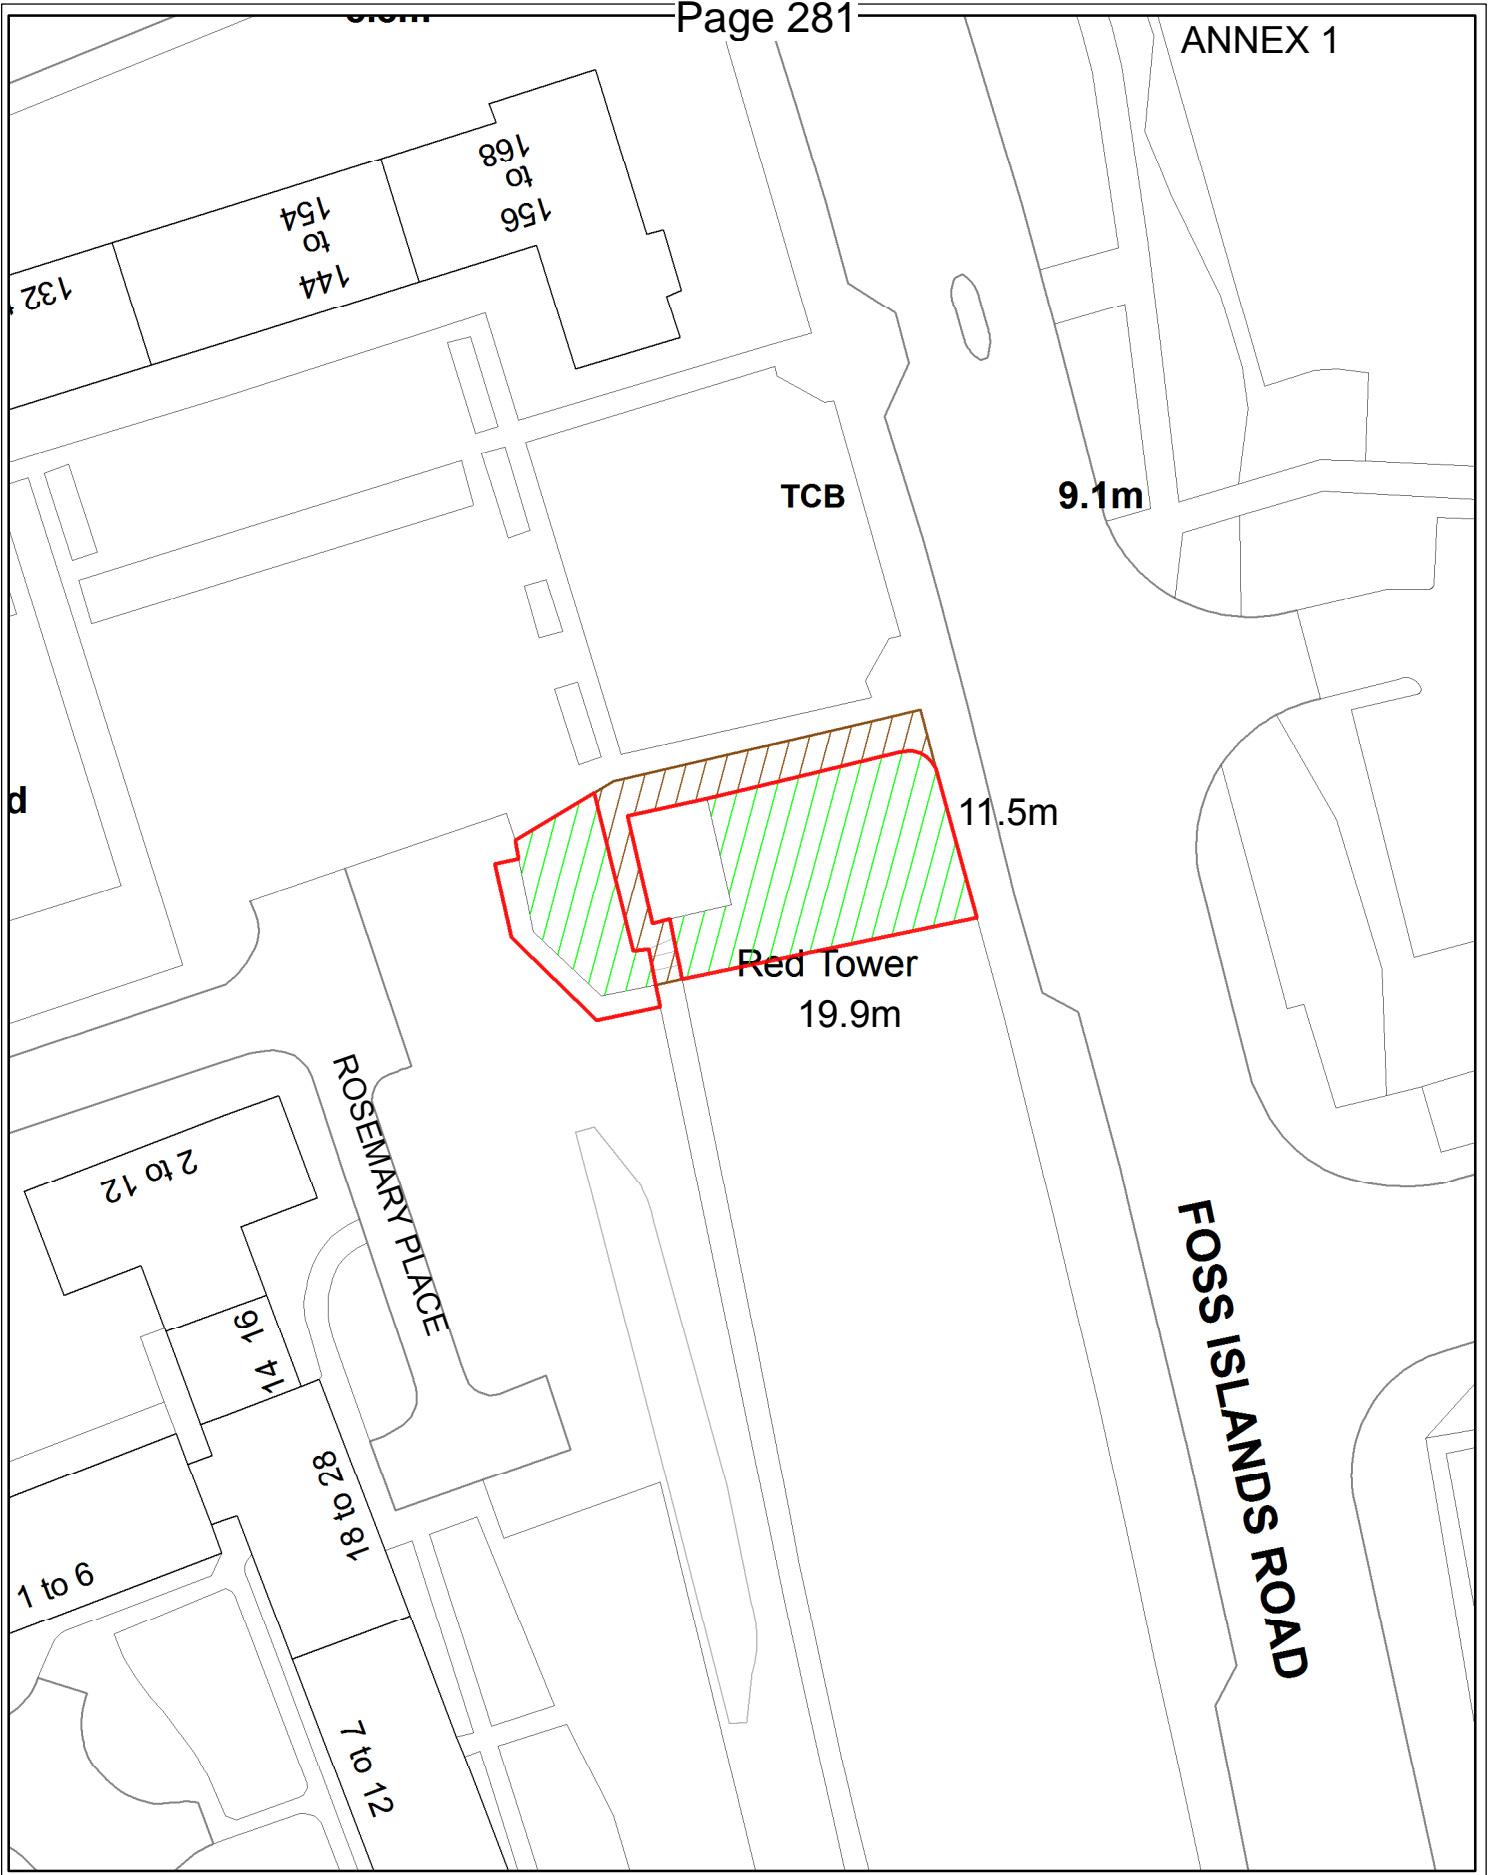 Page 281
ANNEX 1
168
to
156
154
to
144
132
TCB
9.1m
d
11.5m
Red Tower
19.9m
ROSEMARY PLACE
2 to 12
FOSS ISLANDS ROAD
16
14
18 to 28
1 to 6
7 to 12